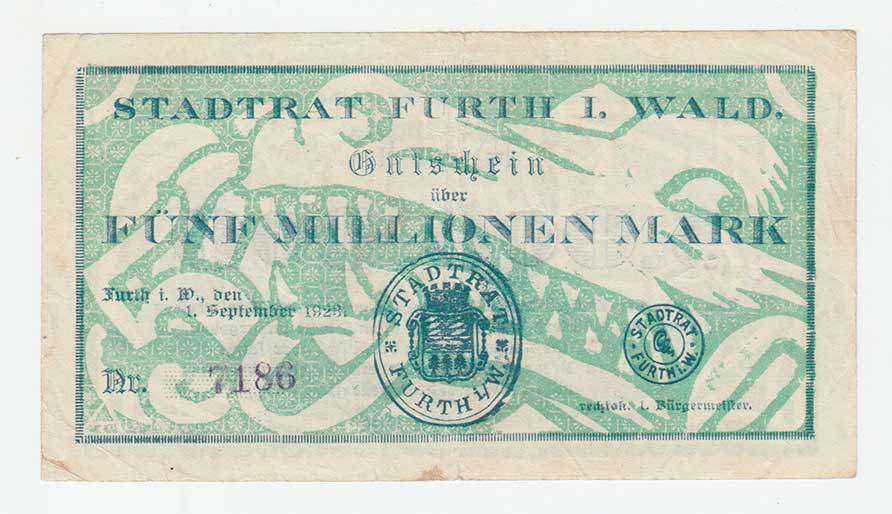 STADTRAT FURTH I. WALD.
Gutschein
über
FÜNF MILLIONEN MARK
Furth i. W., den
1. September 1923.
STADTRAT
FURTH i/W
STADTRAT
FURTH i.W
Nr. 7186
rechtsk. 1. Bürgermeister.